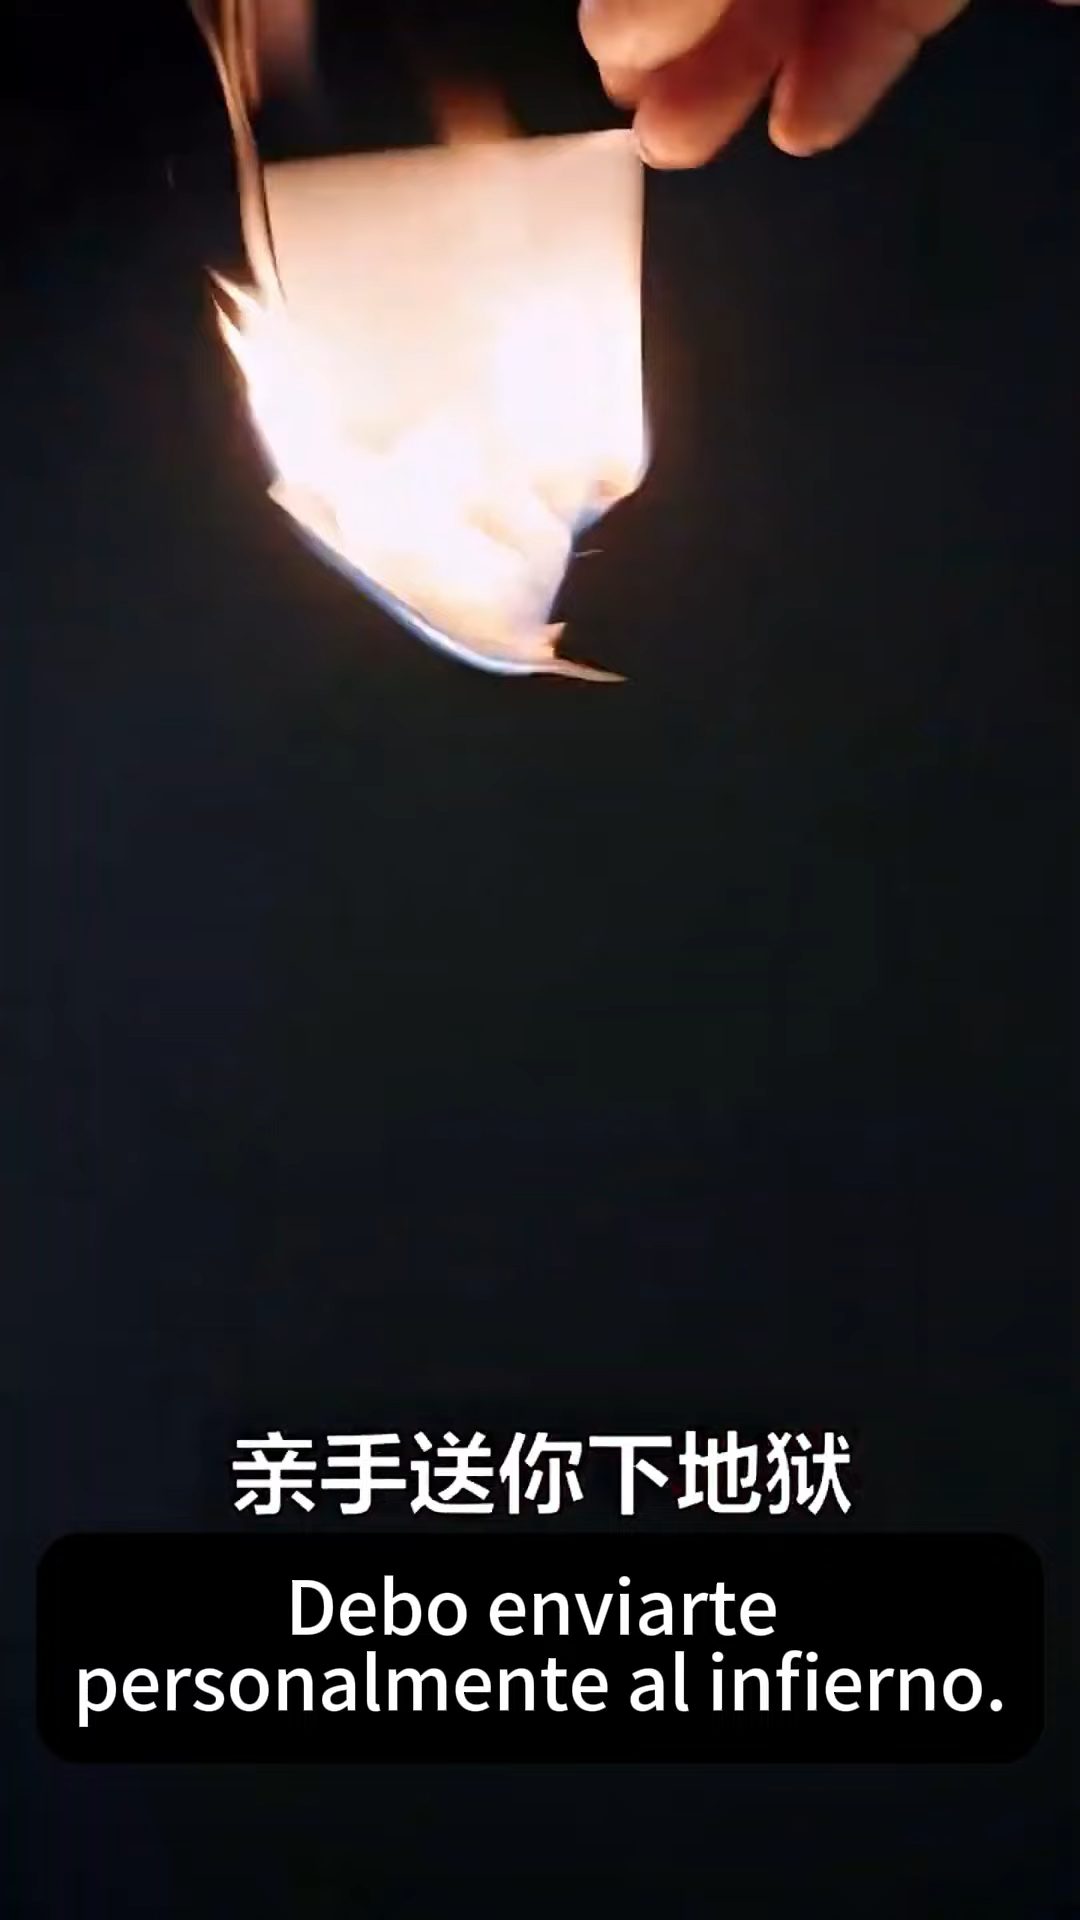 亲手送你下地狱
Debo enviarte
personalmente al infierno.